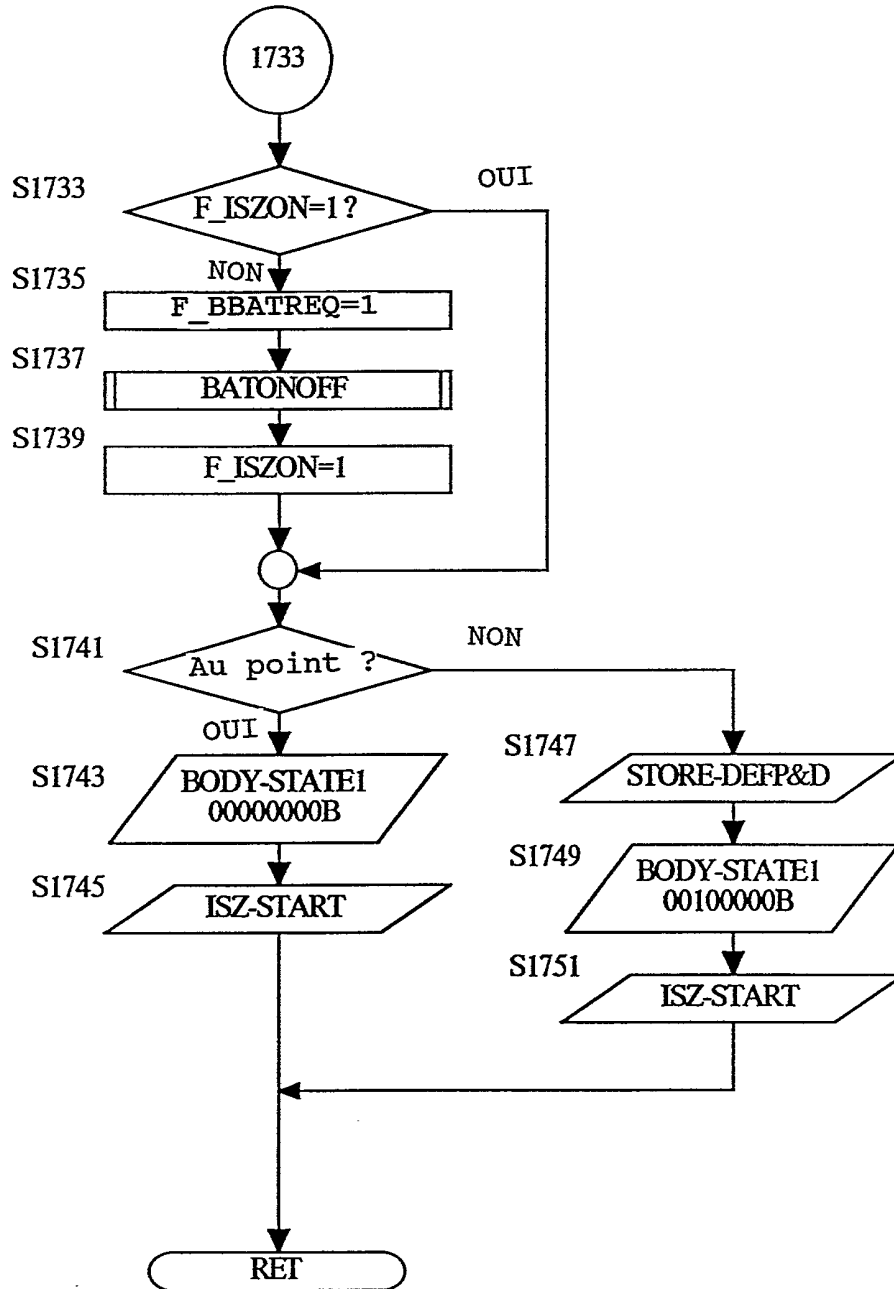 1733
S1733
F_ISZON=1?
OUI
NON
S1735
F_BBATREQ=1
S1737
BATONOFF
S1739
F_ISZON=1
S1741
Au point ?
NON
OUI
S1743
BODY-STATE1
00000000B
S1745
ISZ-START
S1747
STORE-DEFP&D
S1749
BODY-STATE1
00100000B
S1751
ISZ-START
RET